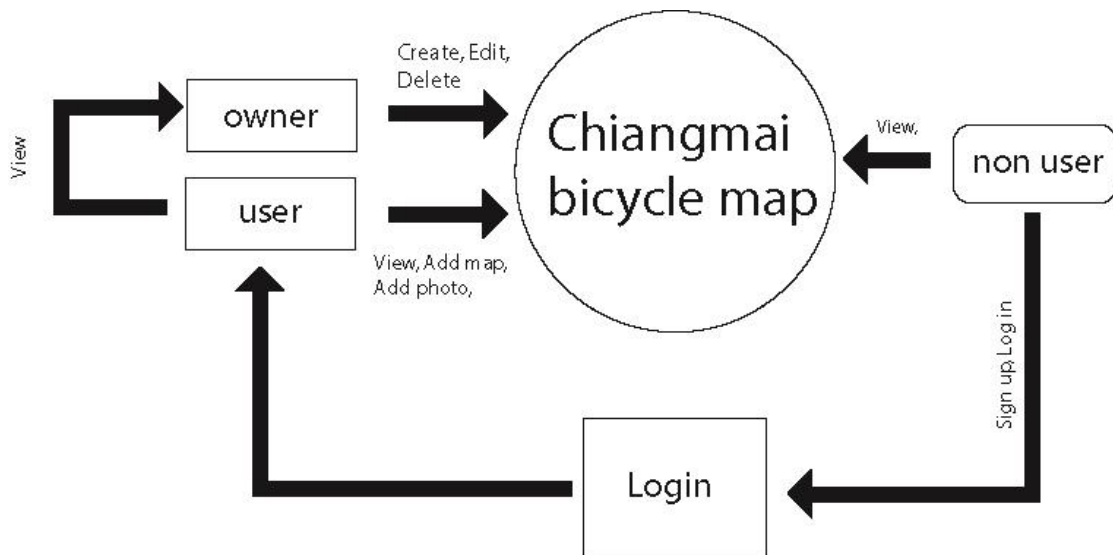 Create, Edit,
Delete
owner
View
user
View, Add map,
Add photo,
Chiangmai
bicycle map
View,
non user
Sign up,Log in
Login